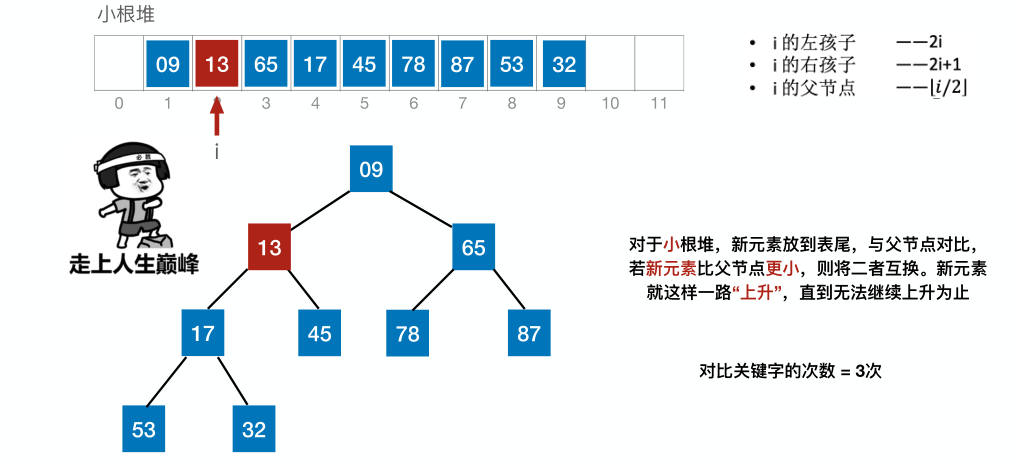 小根堆
09 13 65 17 45 78 87 53 32
0 1 2 3 4 5 6 7 8 9 10 11
i
• i 的左孩子 ——2i
• i 的右孩子 ——2i+1
• i 的父节点 ——⌊i/2⌋
必胜
走上人生巅峰
09
13 65
17 45 78 87
53 32
对于小根堆，新元素放到表尾，与父节点对比，
若新元素比父节点更小，则将二者互换。新元素
就这样一路“上升”，直到无法继续上升为止
对比关键字的次数 = 3次